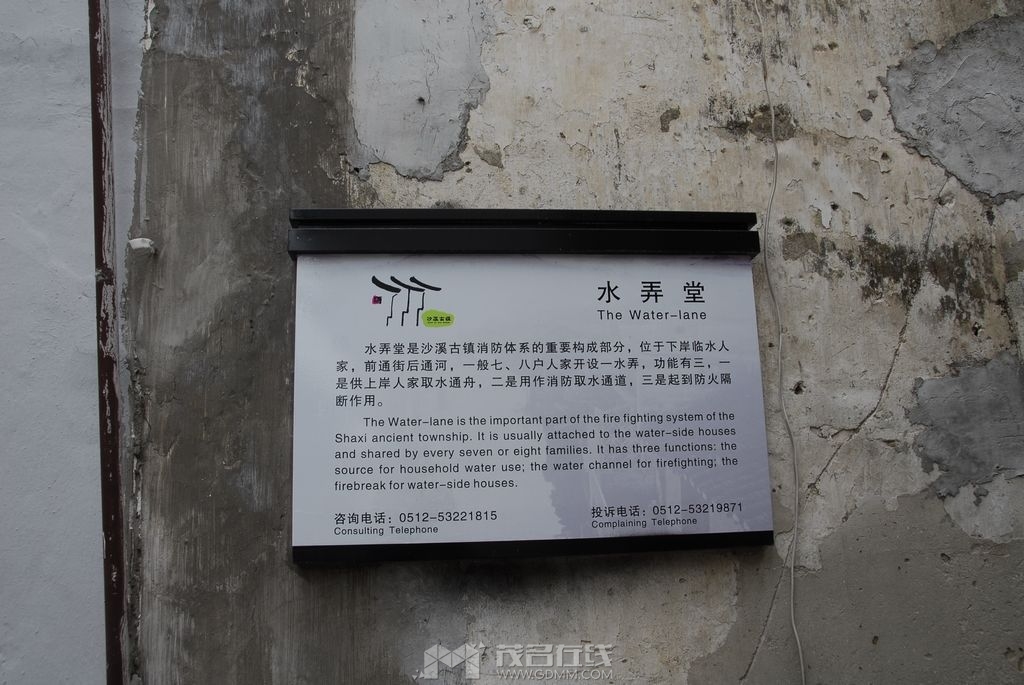 水弄堂
The Water-lane
沙溪古镇
水弄堂是沙溪古镇消防体系的重要构成部分，位于下岸临水人
家，前通街后通河，一般七、八户人家开设一水弄，功能有三，一
是供上岸人家取水通舟，二是用作消防取水通道，三是起到防火隔
断作用。
The Water-lane is the important part of the fire fighting system of the
Shaxi ancient township. It is usually attached to the water-side houses
and shared by every seven or eight families. It has three functions: the
source for household water use; the water channel for firefighting; the
firebreak for water-side houses.
咨询电话：0512-53221815
Consulting Telephone
投诉电话：0512-53219871
Complaining Telephone
茂名在线
WWW.GDMM.COM